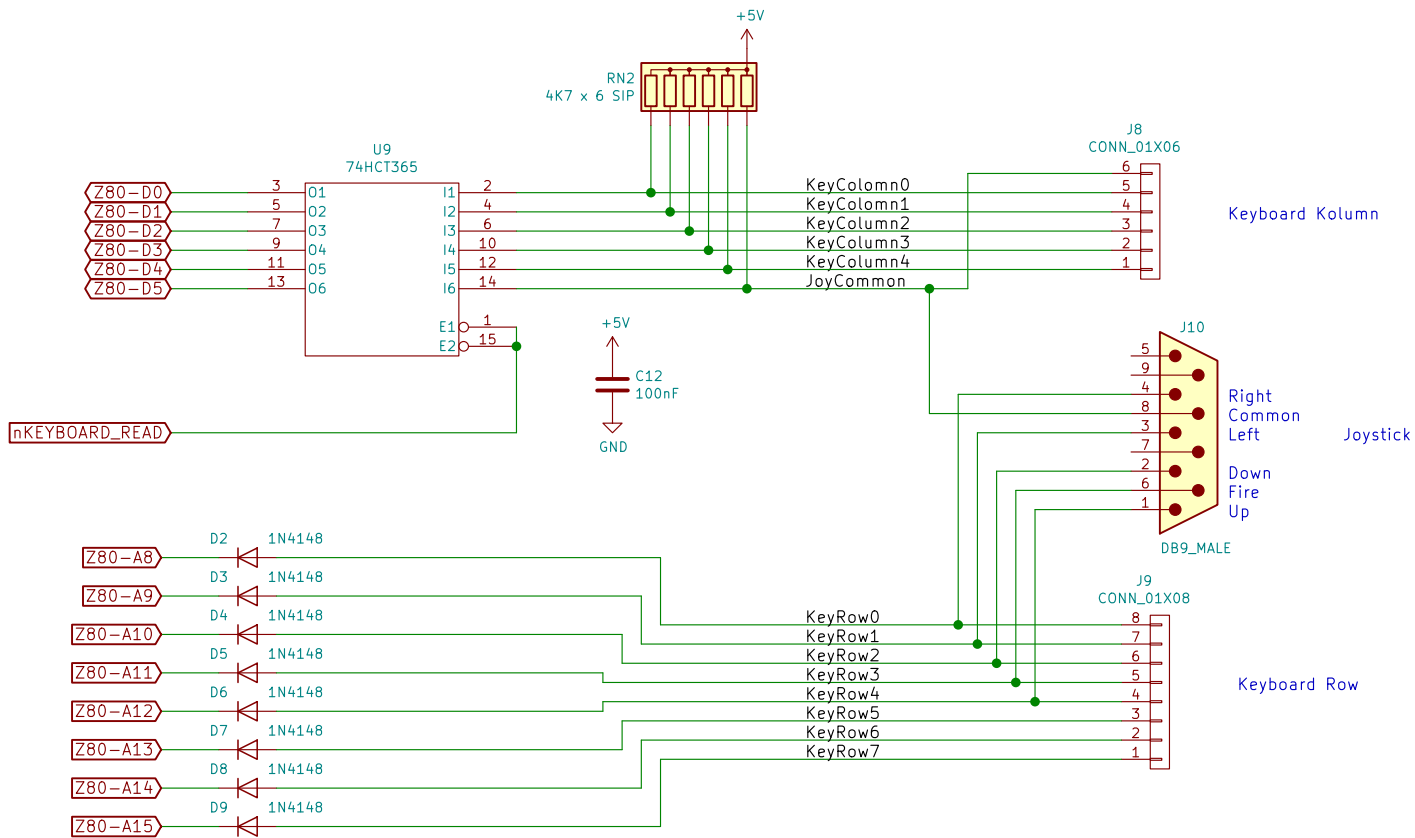 +5V
RN2
4K7 x 6 SIP
J8
CONN_01X06
U9
74HCT365
Z80-D0 3 O1 I1 2 KeyColomn0 5
Z80-D1 5 O2 I2 4 KeyColomn1 4
Z80-D2 7 O3 I3 6 KeyColumn2 3
Z80-D3 9 O4 I4 10 KeyColumn3 2
Z80-D4 11 O5 I5 12 KeyColumn4 1
Z80-D5 13 O6 I6 14 JoyCommon
6
Keyboard Kolumn
E1 1
E2 15
nKEYBOARD_READ
+5V
C12
100nF
GND
J10
5
9
4 Right
8 Common
3 Left
7
2 Down
6 Fire
1 Up
Joystick
DB9_MALE
D2 1N4148
Z80-A8
D3 1N4148
Z80-A9
D4 1N4148
Z80-A10
D5 1N4148
Z80-A11
D6 1N4148
Z80-A12
D7 1N4148
Z80-A13
D8 1N4148
Z80-A14
D9 1N4148
Z80-A15
J9
CONN_01X08
KeyRow0 8
KeyRow1 7
KeyRow2 6
KeyRow3 5
KeyRow4 4
KeyRow5 3
KeyRow6 2
KeyRow7 1
Keyboard Row